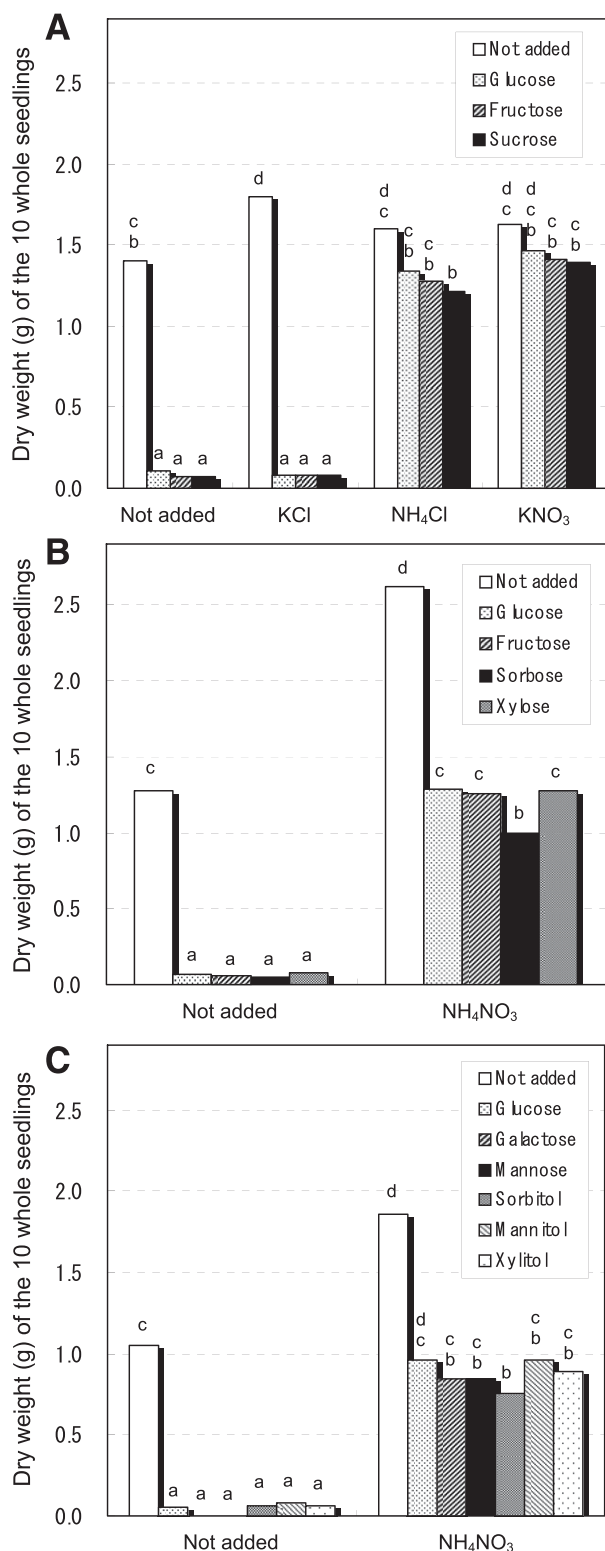 A
Dry weight (g) of the 10 whole seedlings
2.5
2.0
1.5
1.0
0.5
0.0
Not added
Glucose
Fructose
Sucrose
c
b
a a a
d
a a a
d
c
c
b
c
b
b
d
c
d
c
b
c
b
c
b
Not added KCl NH₄Cl KNO₃
B
Dry weight (g) of the 10 whole seedlings
2.5
2.0
1.5
1.0
0.5
0.0
Not added
Glucose
Fructose
Sorbose
Xylose
c
a a a a
d
c c b c
Not added NH₄NO₃
C
Dry weight (g) of the 10 whole seedlings
2.5
2.0
1.5
1.0
0.5
0.0
Not added
Glucose
Galactose
Mannose
Sorbitol
Mannitol
Xylitol
c
a a a a a a
d
d
c
c
b
c
b
b
c
b
c
b
Not added NH₄NO₃